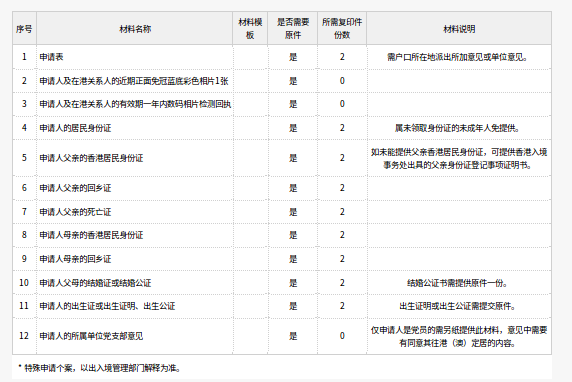 序号 材料名称 材料模板 是否需要原件 所需复印件份数 材料说明
1 申请表 是 2 需户口所在地派出所加意见或单位意见。
2 申请人及在港关系人的近期正面免冠蓝底彩色相片1张 是 0
3 申请人及在港关系人的有效期一年内数码相片检测回执 是 0
4 申请人的居民身份证 是 2 属未领取身份证的未成年人免提供。
5 申请人父亲的香港居民身份证 是 2 如未能提供父亲香港居民身份证，可提供香港入境
事务处出具的父亲身份证登记事项证明书。
6 申请人父亲的回乡证 是 2
7 申请人父亲的死亡证 是 2
8 申请人母亲的香港居民身份证 是 2
9 申请人母亲的回乡证 是 2
10 申请人父母的结婚证或结婚公证 是 2 结婚公证书需提供原件一份。
11 申请人的出生证或出生证明、出生公证 是 2 出生证明或出生公证需提交原件。
12 申请人的所属单位党支部意见 是 0 仅申请人是党员的需另纸提供此材料，意见中需要
有同意其往港（澳）定居的内容。
* 特殊申请个案，以出入境管理部门解释为准。